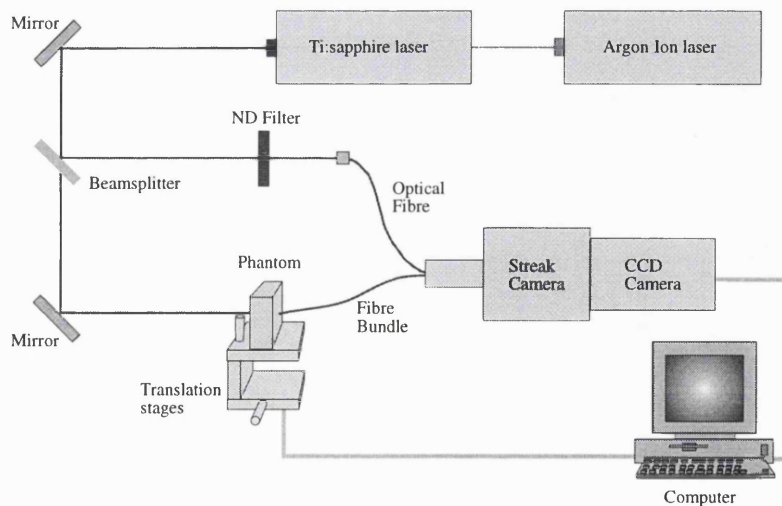 Mirror
Ti:sapphire laser
Argon Ion laser
ND Filter
Beamsplitter
Optical
Fibre
Phantom
Streak
Camera
CCD
Camera
Fibre
Bundle
Mirror
Translation
stages
Computer